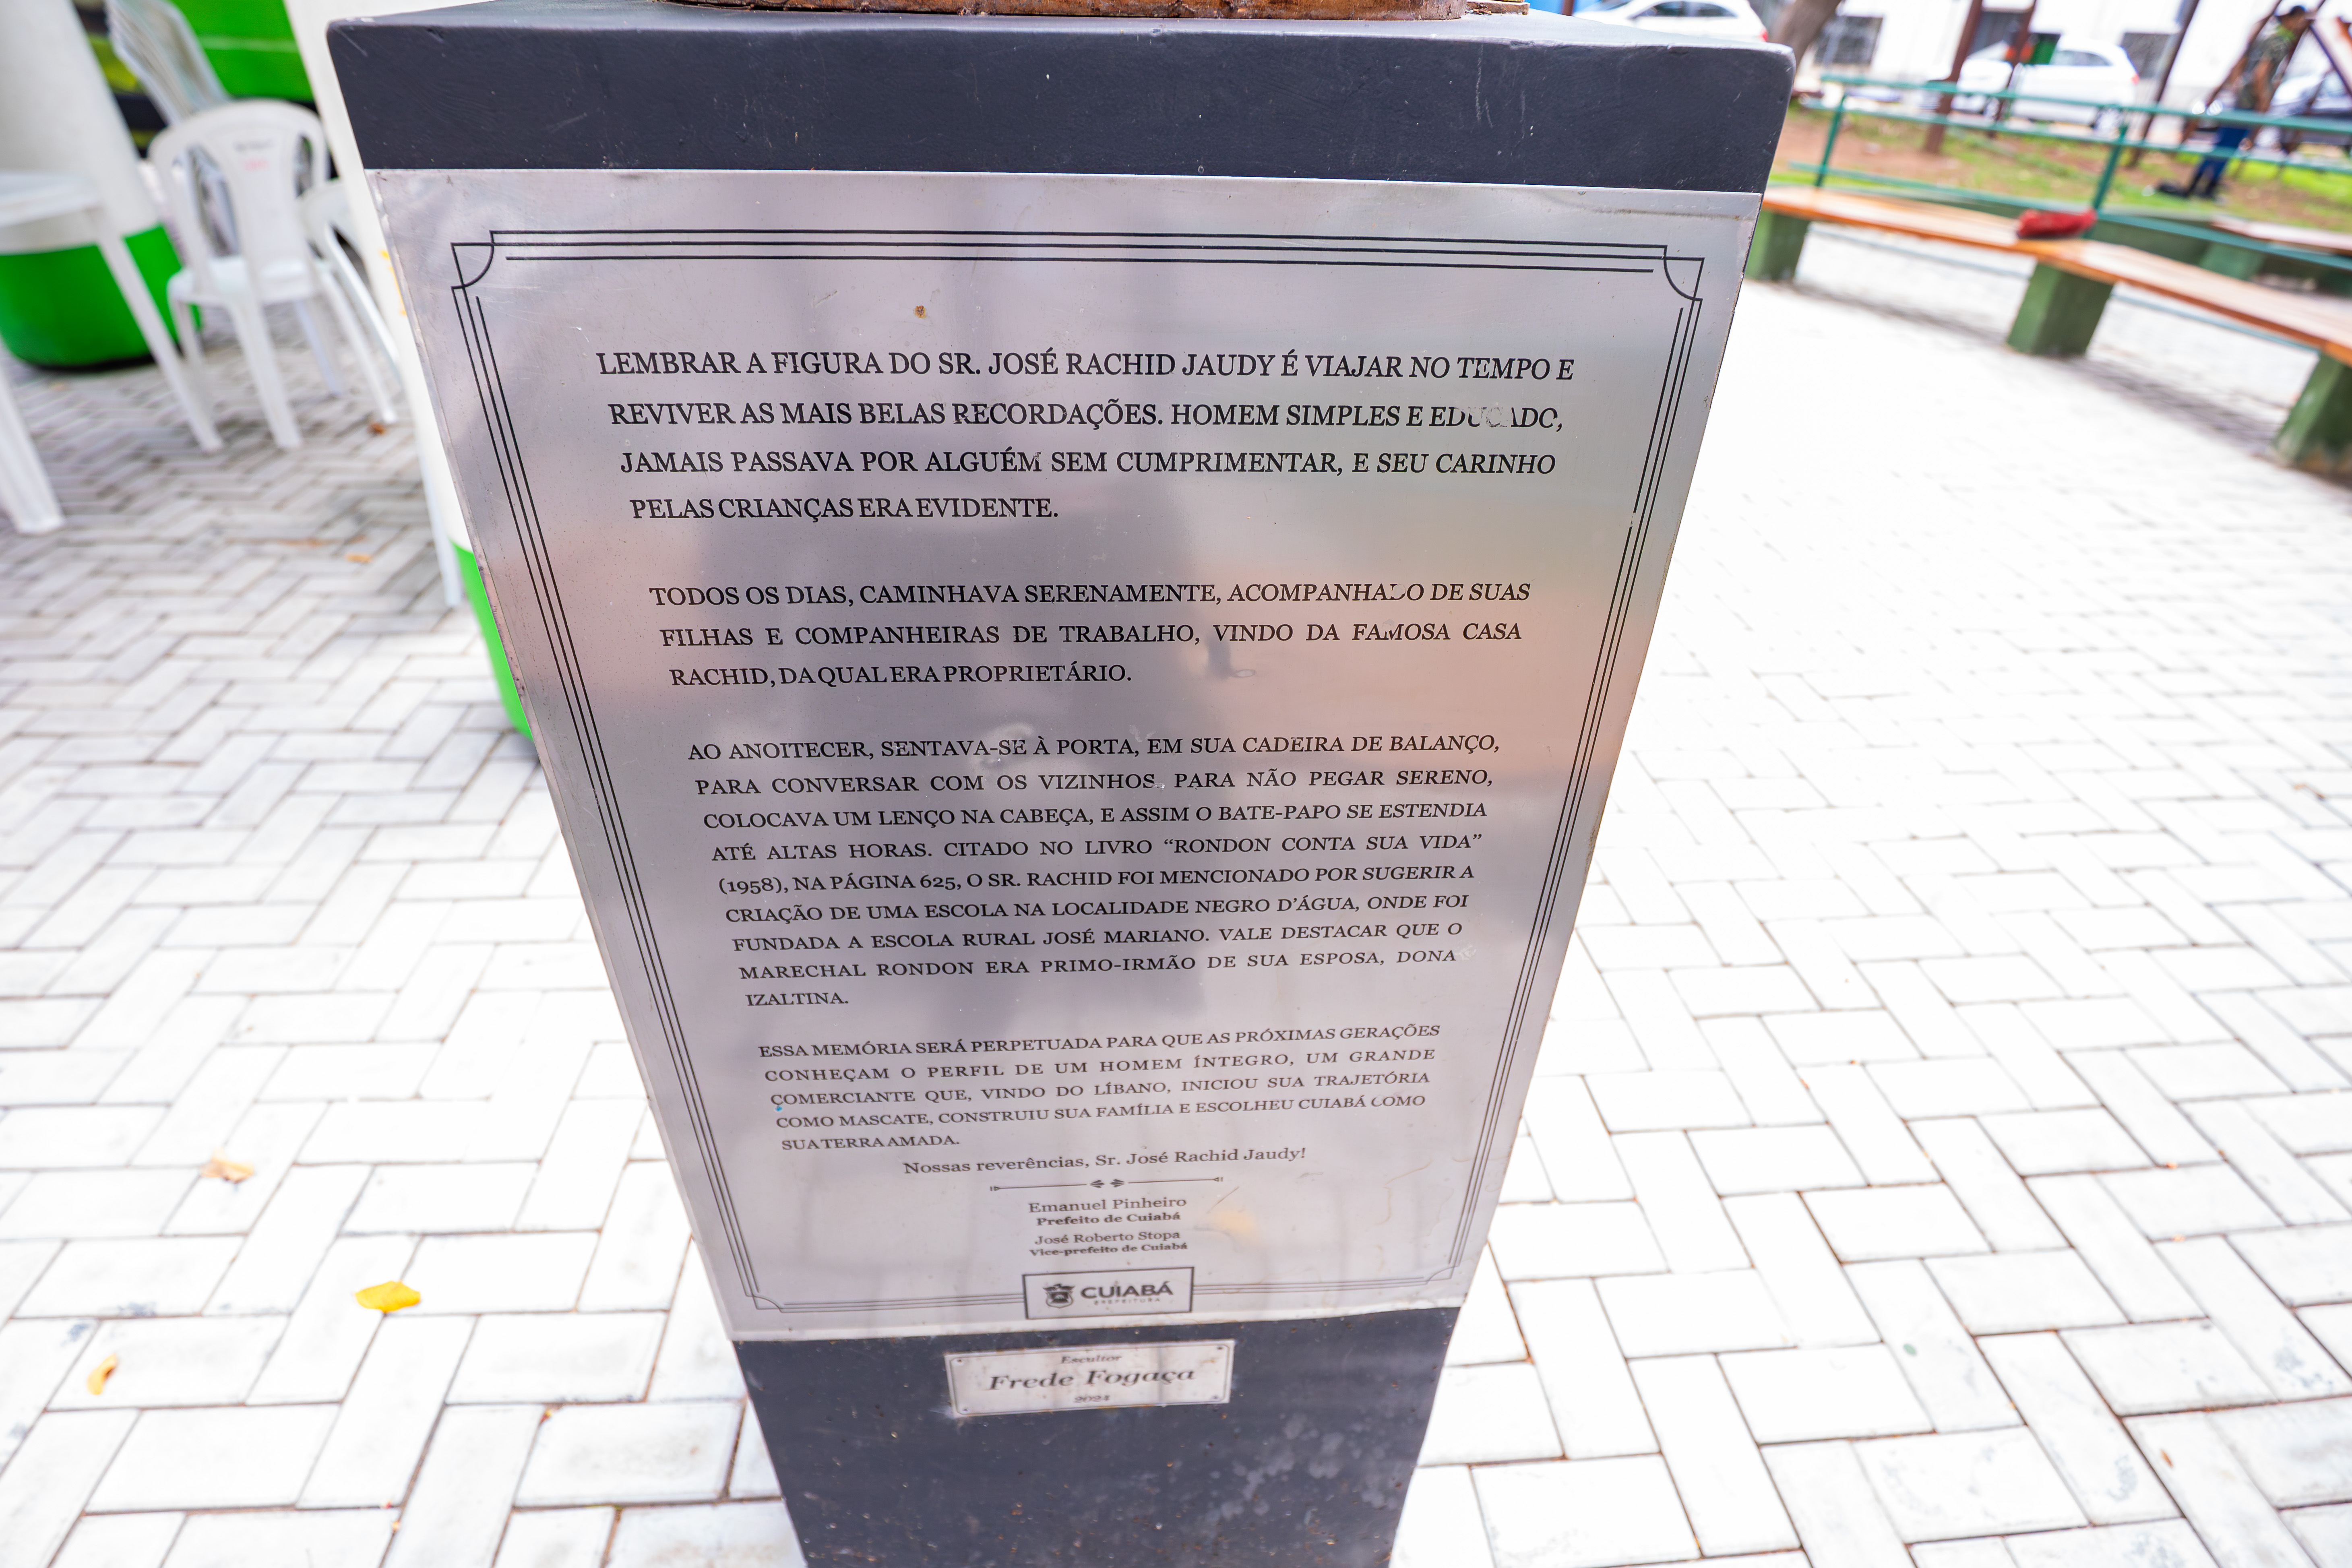 LEMBRAR A FIGURA DO SR. JOSÉ RACHID JAUDY É VIAJAR NO TEMPO E
REVIVER AS MAIS BELAS RECORDAÇÕES. HOMEM SIMPLES E EDUCADO,
JAMAIS PASSAVA POR ALGUÉM SEM CUMPRIMENTAR, E SEU CARINHO
PELAS CRIANÇAS ERA EVIDENTE.
TODOS OS DIAS, CAMINHAVA SERENAMENTE, ACOMPANHADO DE SUAS
FILHAS E COMPANHEIRAS DE TRABALHO, VINDO DA FAMOSA CASA
RACHID, DA QUAL ERA PROPRIETÁRIO.
AO ANOITECER, SENTAVA-SE À PORTA, EM SUA CADEIRA DE BALANÇO,
PARA CONVERSAR COM OS VIZINHOS. PARA NÃO PEGAR SERENO,
COLOCAVA UM LENÇO NA CABEÇA, E ASSIM O BATE-PAPO SE ESTENDIA
ATÉ ALTAS HORAS. CITADO NO LIVRO “RONDON CONTA SUA VIDA”
(1958), NA PÁGINA 625, O SR. RACHID FOI MENCIONADO POR SUGERIR A
CRIAÇÃO DE UMA ESCOLA NA LOCALIDADE NEGRO D’ÁGUA, ONDE FOI
FUNDADA A ESCOLA RURAL JOSÉ MARIANO. VALE DESTACAR QUE O
MARECHAL RONDON ERA PRIMO-IRMÃO DE SUA ESPOSA, DONA
IZALTINA.
ESSA MEMÓRIA SERÁ PERPETUADA PARA QUE AS PRÓXIMAS GERAÇÕES
CONHEÇAM O PERFIL DE UM HOMEM ÍNTEGRO, UM GRANDE
COMERCIANTE QUE, VINDO DO LÍBANO, INICIOU SUA TRAJETÓRIA
COMO MASCATE, CONSTRUIU SUA FAMÍLIA E ESCOLHEU CUIABÁ COMO
SUA TERRA AMADA.
Nossas reverências, Sr. José Rachid Jaudy!
Emanuel Pinheiro
Prefeito de Cuiabá
José Roberto Stopa
Vice-prefeito de Cuiabá
CUIABÁ
PREFEITURA
Escultor
Frede Fogaça